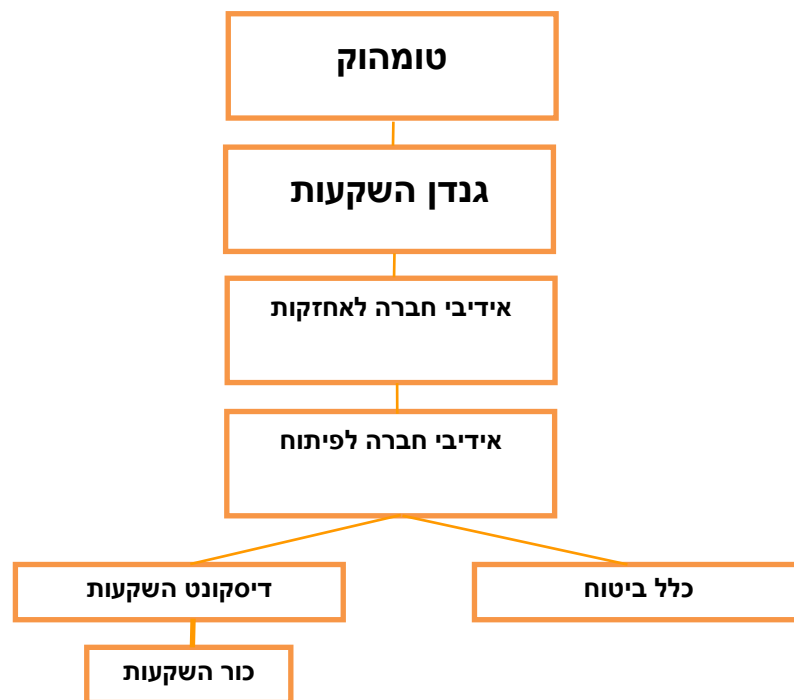 טומהוק
גנדן השקעות
אידיבי חברה לאחזקות
אידיבי חברה לפיתוח
דיסקונט השקעות
כלל ביטוח
כור השקעות